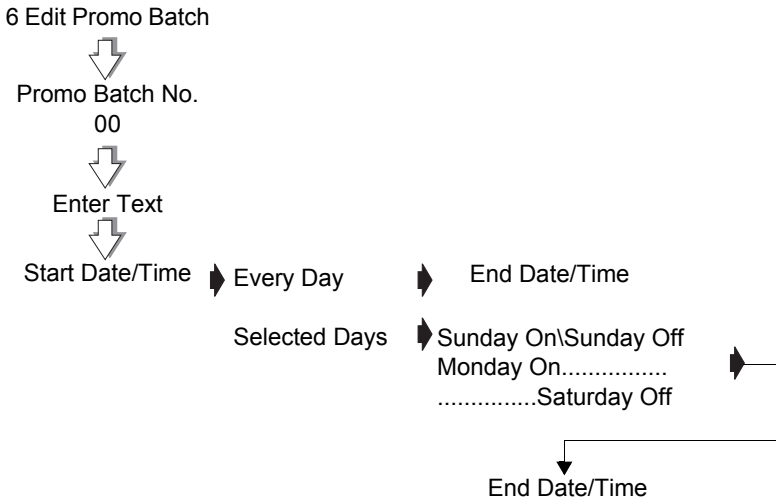 6 Edit Promo Batch
Promo Batch No.
00
Enter Text
Start Date/Time Every Day End Date/Time
Selected Days Sunday On\Sunday Off
Monday On................
...............Saturday Off
End Date/Time